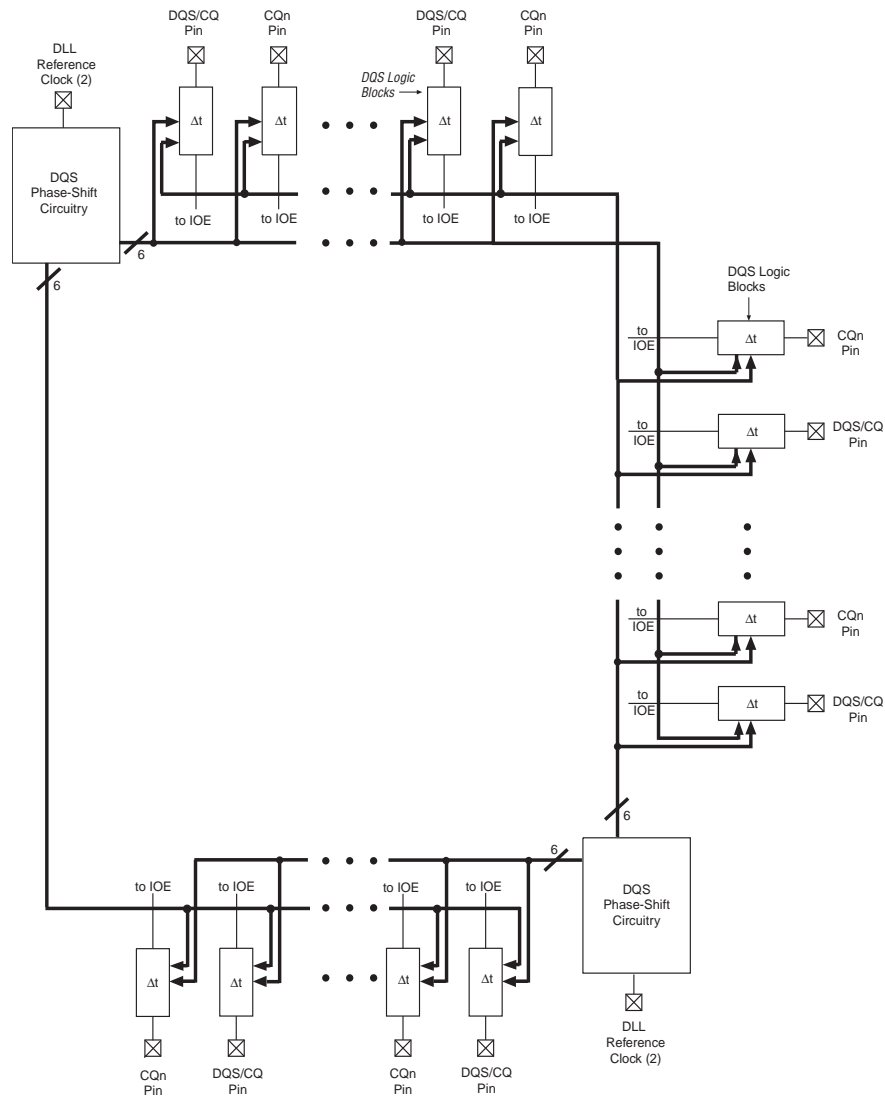 DQS/CQ
Pin
CQn
Pin
DQS/CQ
Pin
CQn
Pin
DLL
Reference
Clock (2)
DQS Logic
Blocks
Δt
Δt
Δt
Δt
DQS
Phase-Shift
Circuitry
to IOE
to IOE
to IOE
to IOE
6
6
DQS Logic
Blocks
to
IOE
Δt
CQn
Pin
to
IOE
Δt
DQS/CQ
Pin
to
IOE
Δt
CQn
Pin
to
IOE
Δt
DQS/CQ
Pin
6
6
to IOE
to IOE
to IOE
to IOE
DQS
Phase-Shift
Circuitry
Δt
Δt
Δt
Δt
DLL
Reference
Clock (2)
CQn
Pin
DQS/CQ
Pin
CQn
Pin
DQS/CQ
Pin